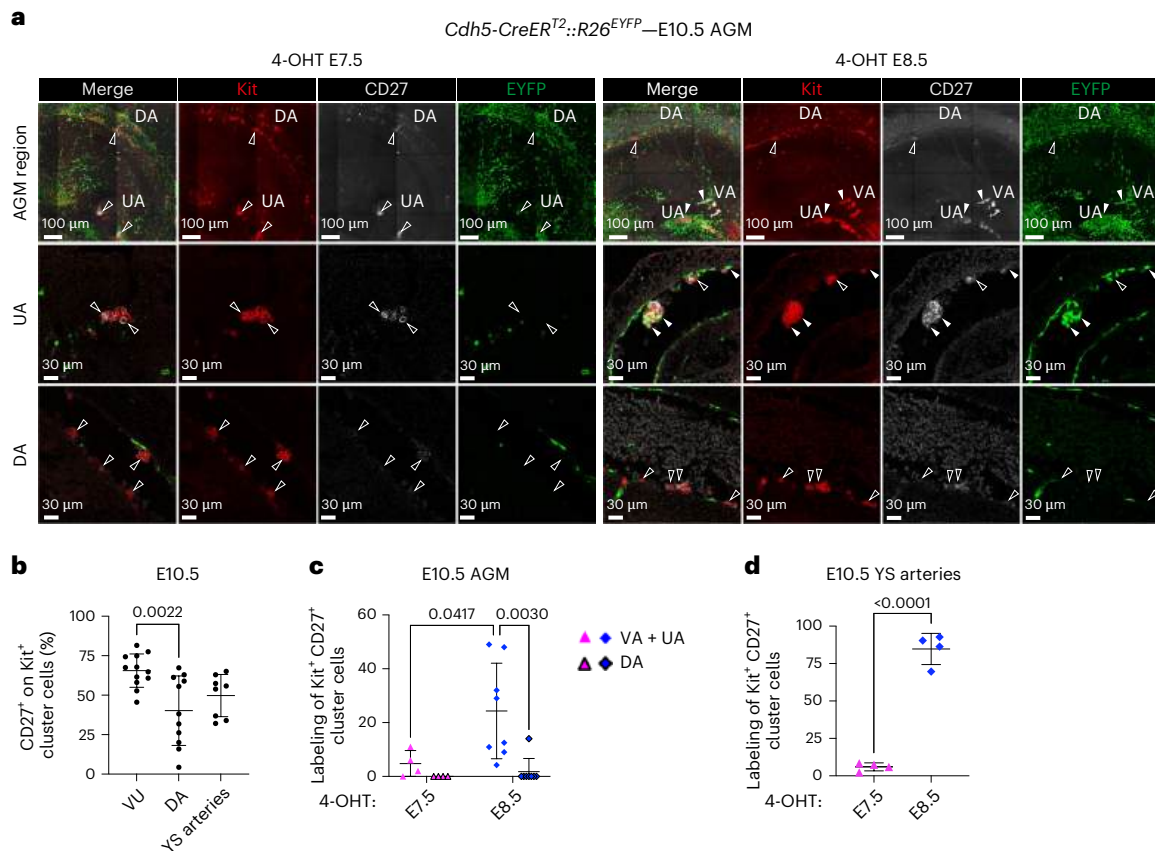 a
Cdh5-CreER^T2::R26^EYFP—E10.5 AGM
4-OHT E7.5
4-OHT E8.5
Merge Kit CD27 EYFP Merge Kit CD27 EYFP
AGM region
DA DA DA DA DA DA
UA UA UA UA VA UA VA UA VA UA VA
100 µm 100 µm 100 µm 100 µm 100 µm 100 µm 100 µm 100 µm
UA
30 µm 30 µm 30 µm 30 µm 30 µm 30 µm 30 µm 30 µm
DA
30 µm 30 µm 30 µm 30 µm 30 µm 30 µm 30 µm 30 µm
b
E10.5
CD27+ on Kit+
cluster cells (%)
100
75
50
25
0
0.0022
VU DA YS arteries
c
E10.5 AGM
Labeling of Kit+ CD27+
cluster cells
60
40
20
0
0.0417 0.0030
4-OHT: E7.5 E8.5
VA + UA
DA
d
E10.5 YS arteries
Labeling of Kit+ CD27+
cluster cells
100
75
50
25
0
<0.0001
4-OHT: E7.5 E8.5